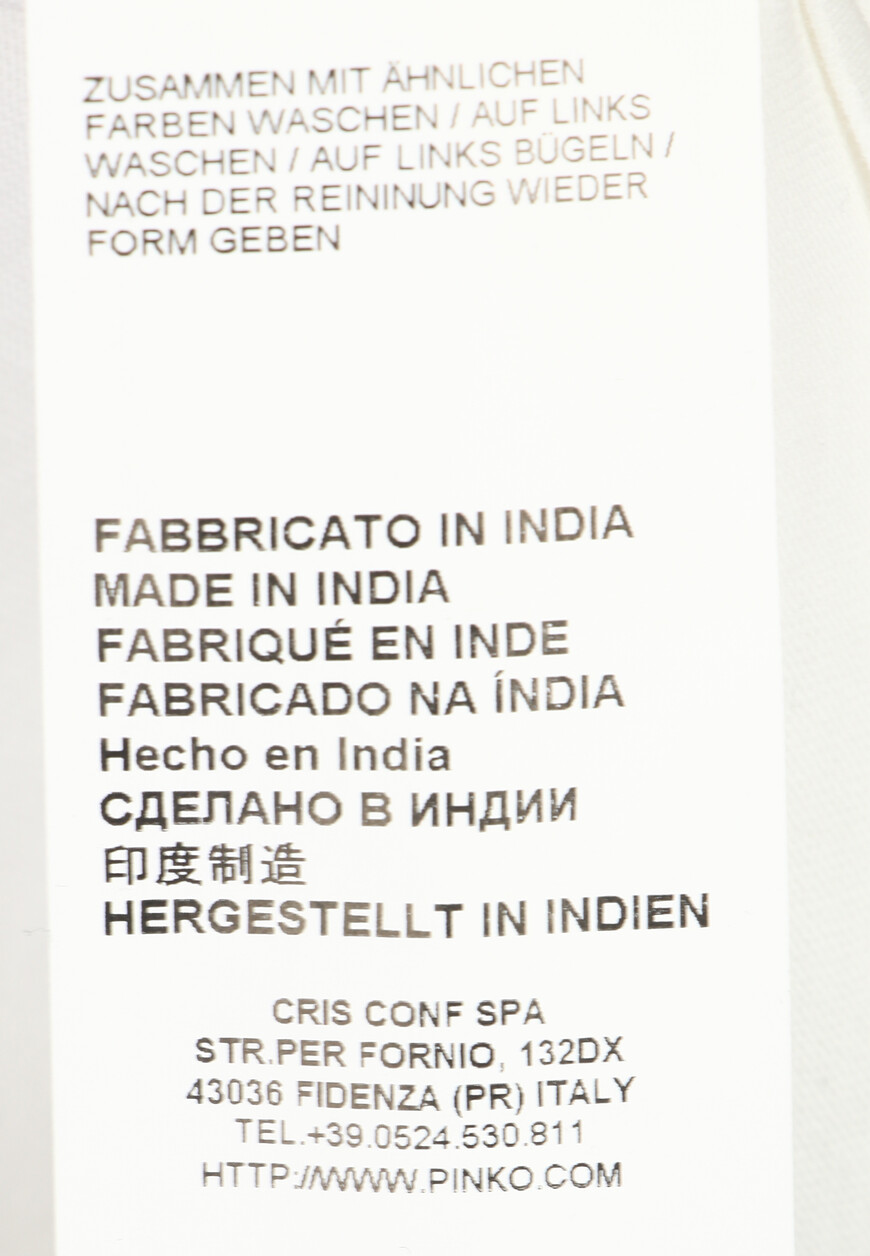 ZUSAMMEN MIT ÄHNLICHEN
FARBEN WASCHEN / AUF LINKS
WASCHEN / AUF LINKS BÜGELN /
NACH DER REININUNG WIEDER
FORM GEBEN
FABBRICATO IN INDIA
MADE IN INDIA
FABRIQUÉ EN INDE
FABRICADO NA ÍNDIA
Hecho en India
СДЕЛАНО В ИНДИИ
印度制造
HERGESTELLT IN INDIEN
CRIS CONF SPA
STR.PER FORNIO, 132DX
43036 FIDENZA (PR) ITALY
TEL.+39.0524.530.811
HTTP://WWW.PINKO.COM